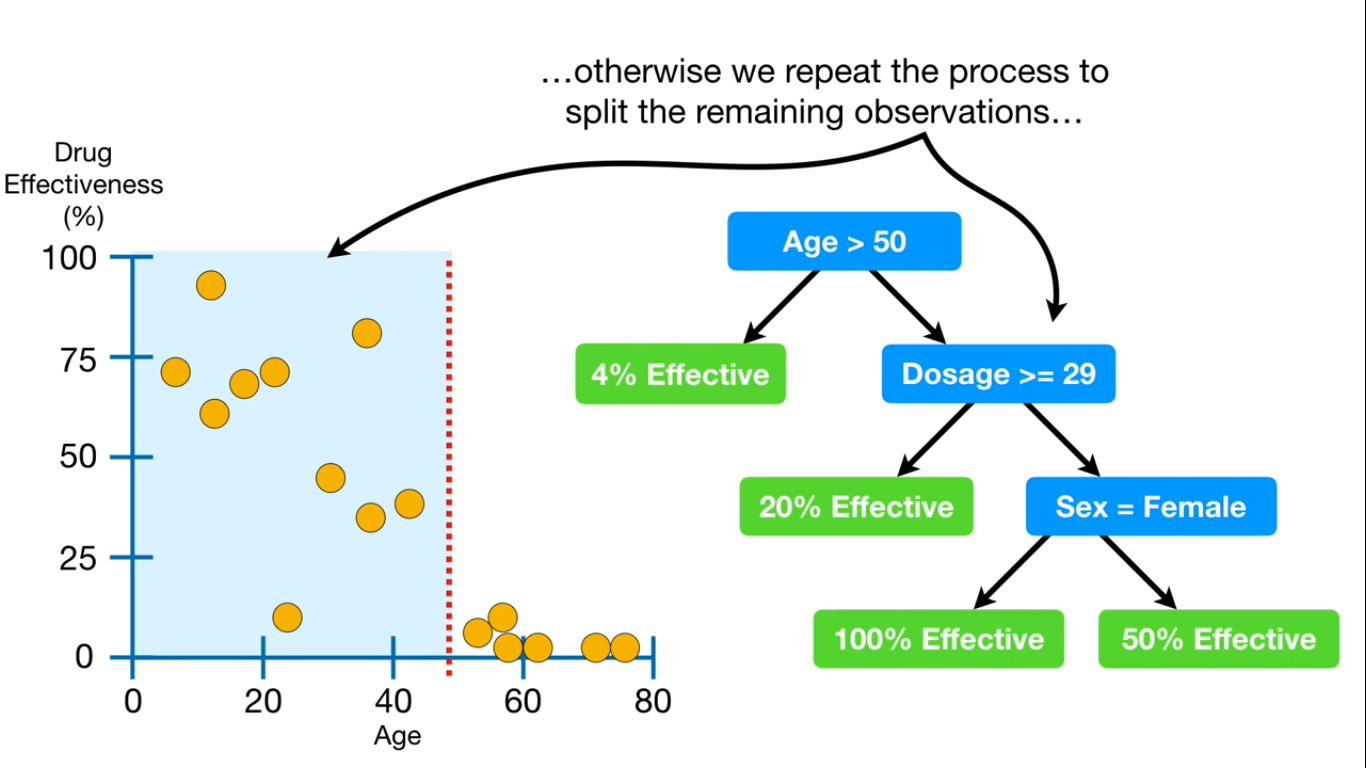 …otherwise we repeat the process to
split the remaining observations…
Drug
Effectiveness
(%)
100
75
50
25
0
0 20 40 60 80
Age
Age > 50
4% Effective
Dosage >= 29
20% Effective
Sex = Female
100% Effective
50% Effective